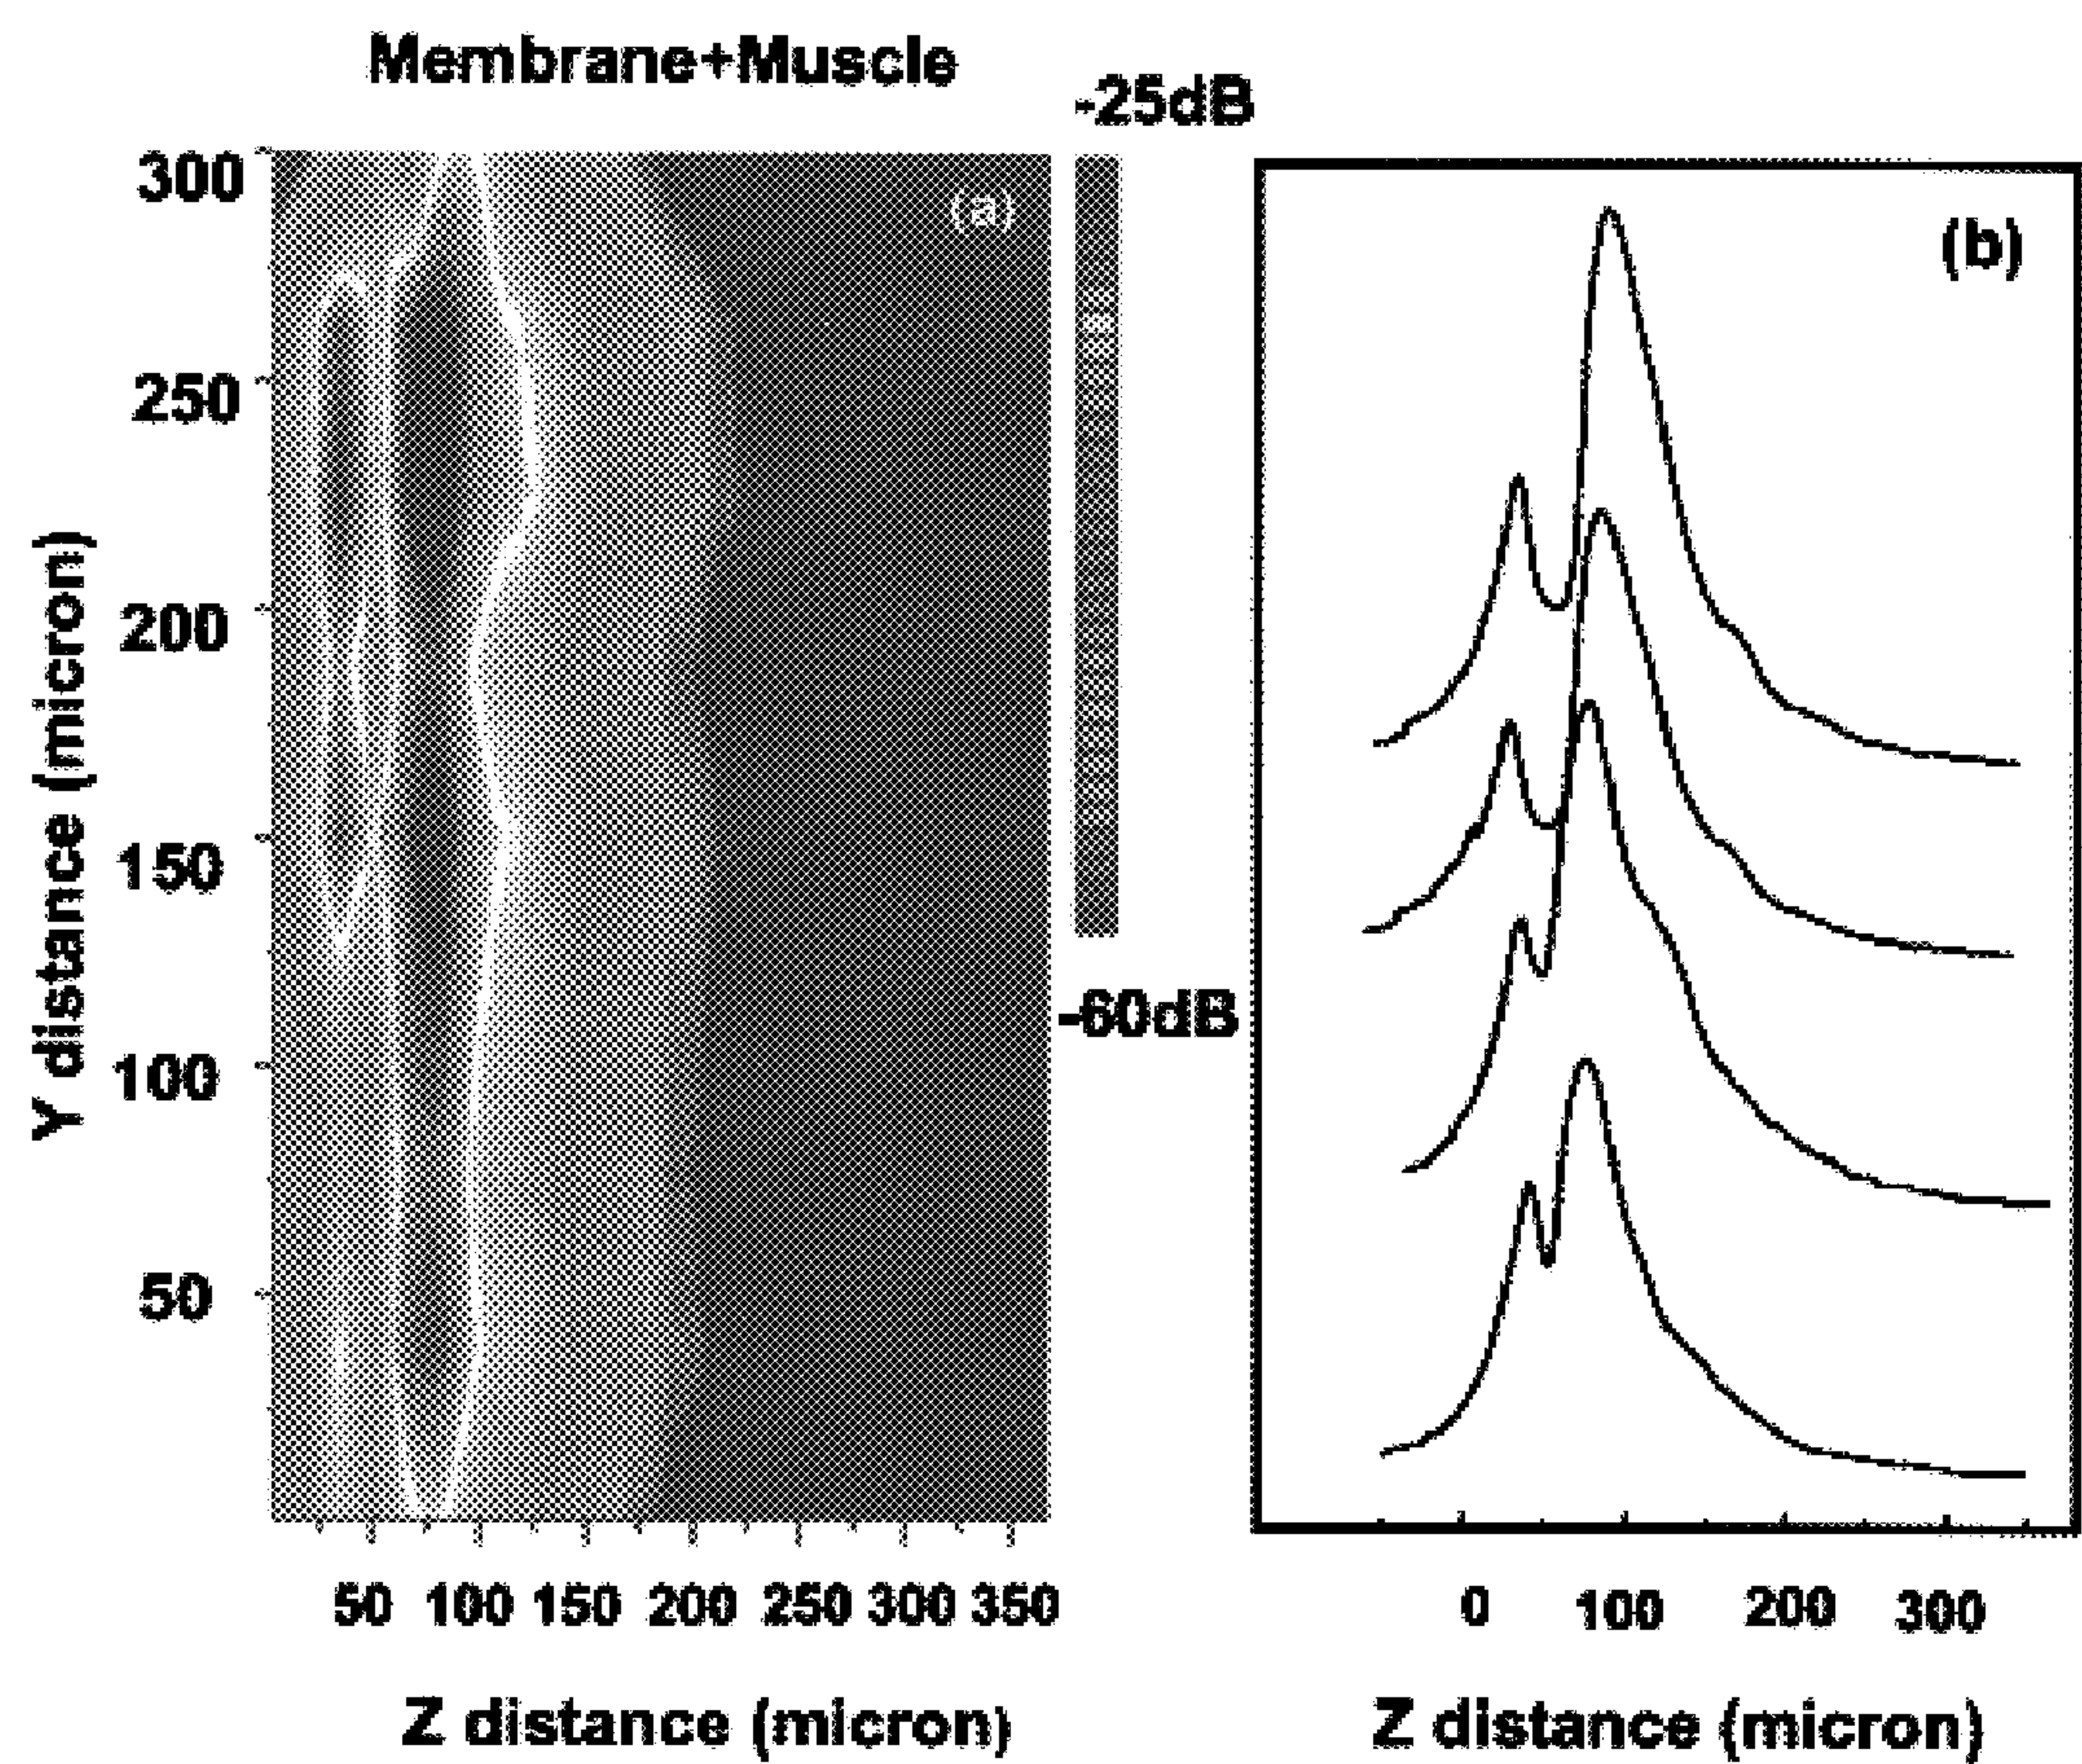 Membrane+Muscle
-25dB
(a)
(b)
300
250
200
150
100
50
Y distance (micron)
-60dB
50 100 150 200 250 300 350
0 100 200 300
Z distance (micron)
Z distance (micron)